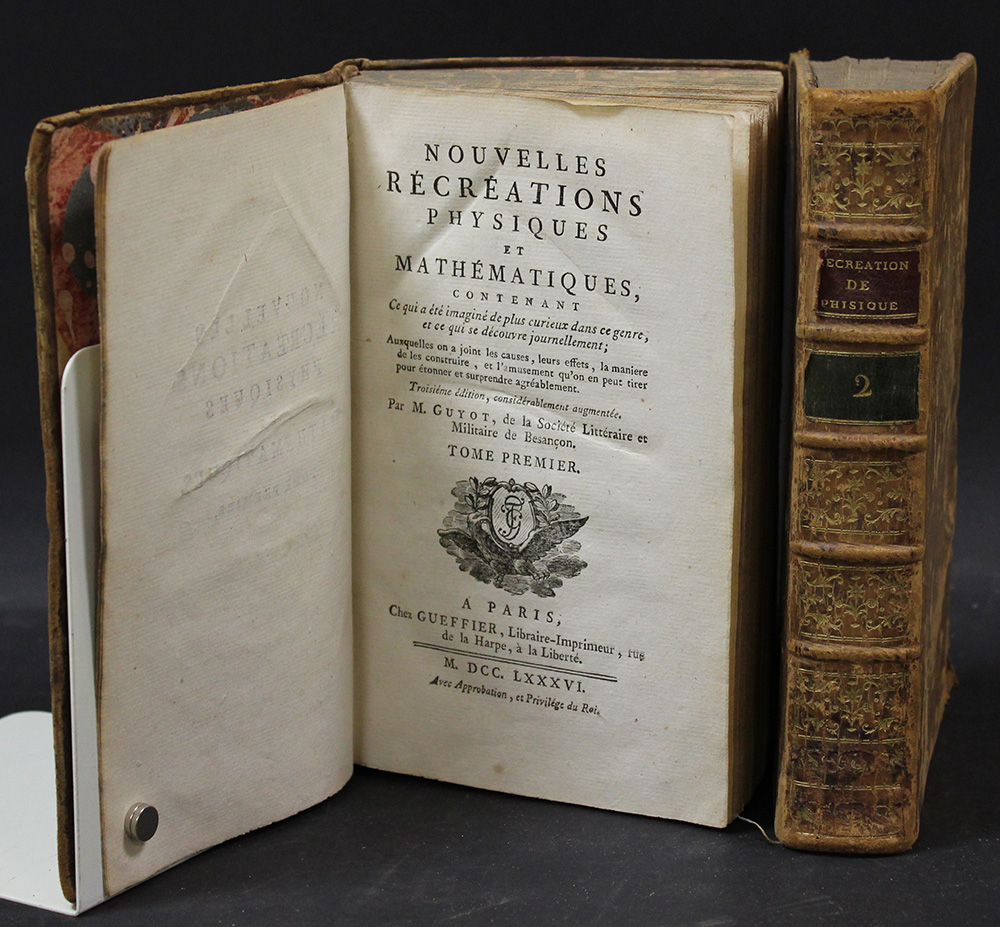 NOUVELLES
RÉCRÉATIONS
PHYSIQUES
ET
MATHÉMATIQUES,
CONTENANT
Ce qui a été imaginé de plus curieux dans ce genre,
et ce qui se découvre journellement;
Auxquelles on a joint les causes, leurs effets, la maniere
de les construire, et l'amusement qu'on en peut tirer
pour étonner et surprendre agréablement.
Troisiéme édition, considérablement augmentée.
Par M. GUYOT, de la Société Littéraire et
Militaire de Besançon.
TOME PREMIER.
A PARIS,
Chez GUEFFIER, Libraire-Imprimeur, rue
de la Harpe, à la Liberté.
M. DCC. LXXXVI.
Avec Approbation, et Privilége du Roi.
ECREATION
DE
PHISIQUE
2